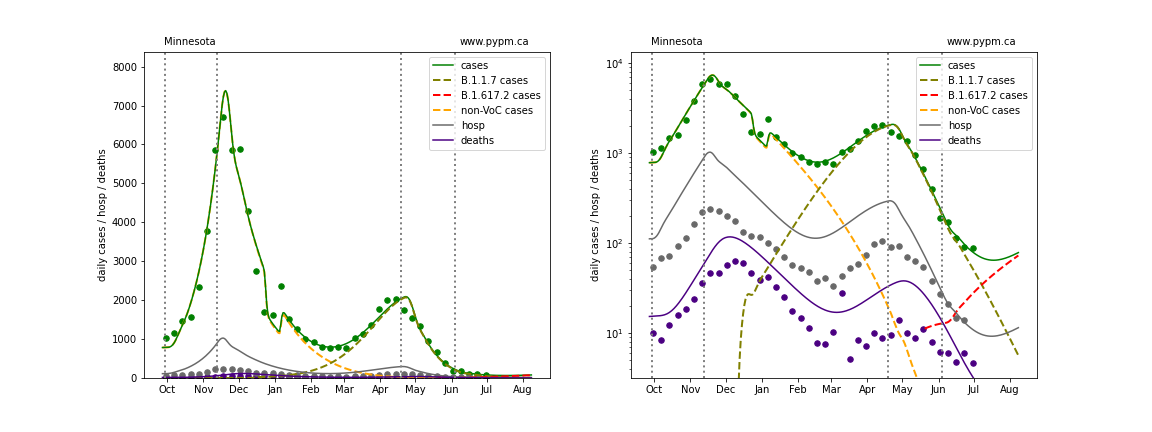 Minnesota www.pypm.ca
daily cases / hosp / deaths
8000
7000
6000
5000
4000
3000
2000
1000
0
Oct Nov Dec Jan Feb Mar Apr May Jun Jul Aug
cases
B.1.1.7 cases
B.1.617.2 cases
non-VoC cases
hosp
deaths
Minnesota www.pypm.ca
daily cases / hosp / deaths
10⁴
10³
10²
10¹
Oct Nov Dec Jan Feb Mar Apr May Jun Jul Aug
cases
B.1.1.7 cases
B.1.617.2 cases
non-VoC cases
hosp
deaths